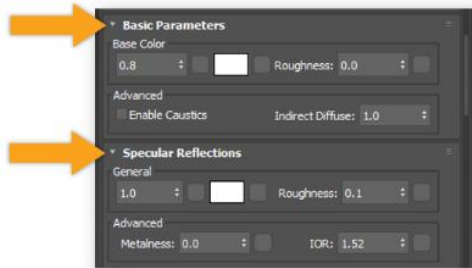 Basic Parameters
Base Color
0.8 Roughness: 0.0
Advanced
Enable Caustics Indirect Diffuse: 1.0
Specular Reflections
General
1.0 Roughness: 0.1
Advanced
Metalness: 0.0 IOR: 1.52